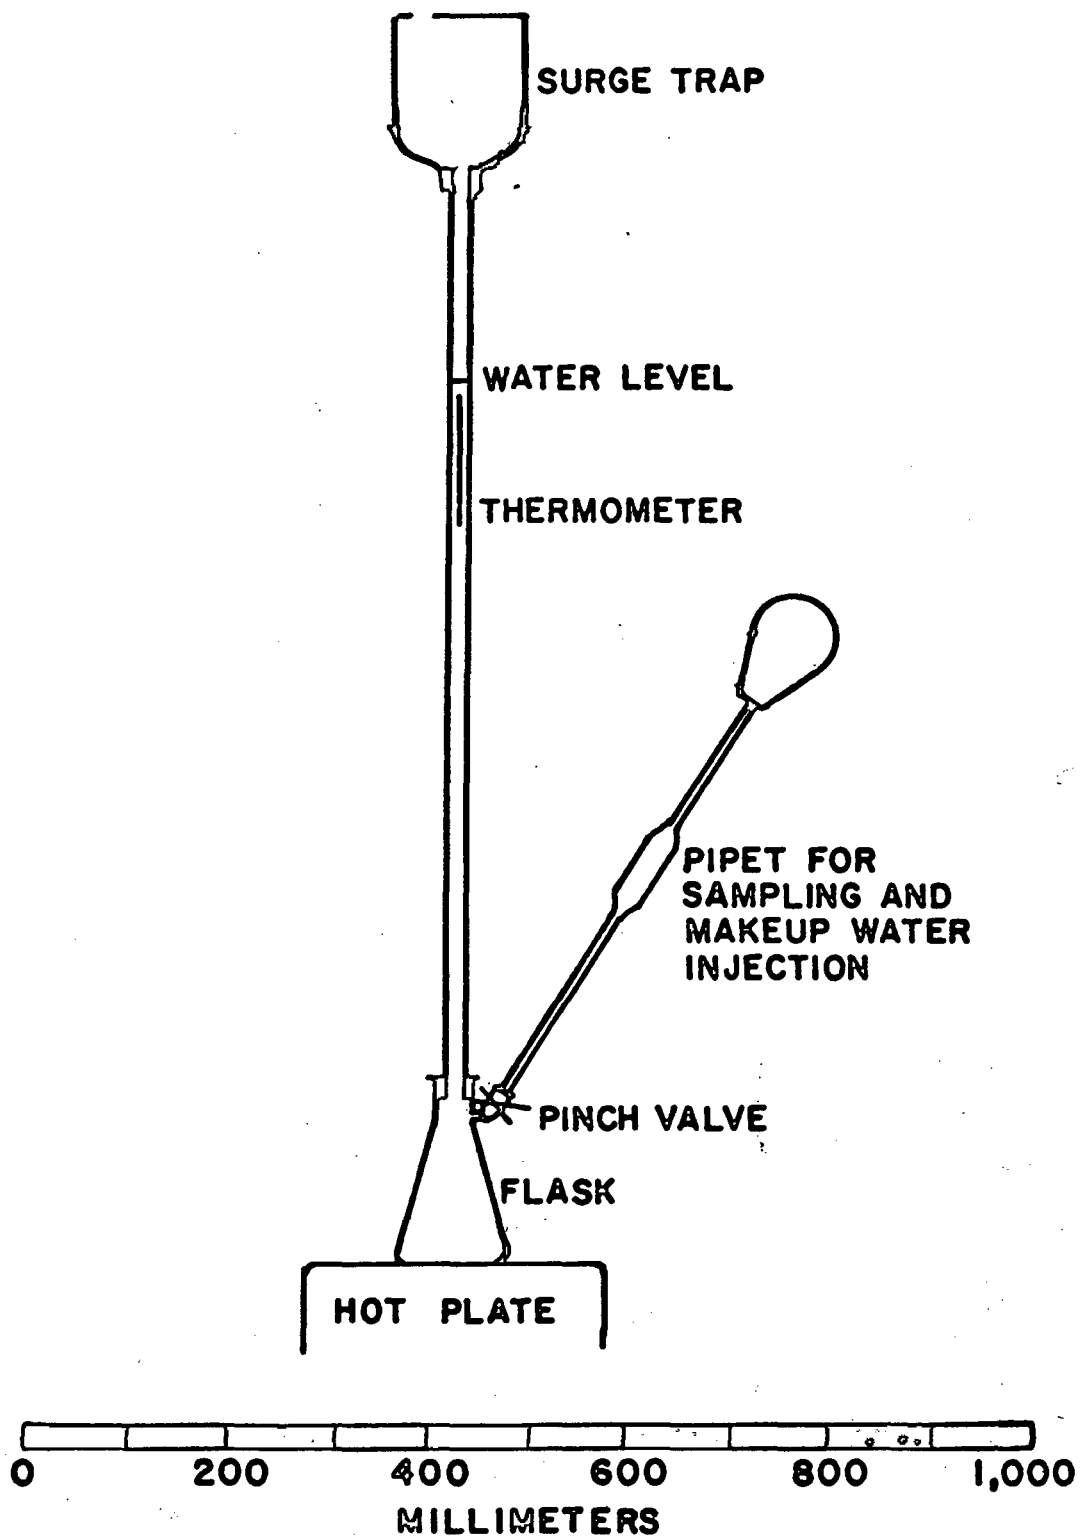 SURGE TRAP
WATER LEVEL
THERMOMETER
PIPET FOR
SAMPLING AND
MAKEUP WATER
INJECTION
PINCH VALVE
FLASK
HOT PLATE
0 200 400 600 800 1,000
MILLIMETERS